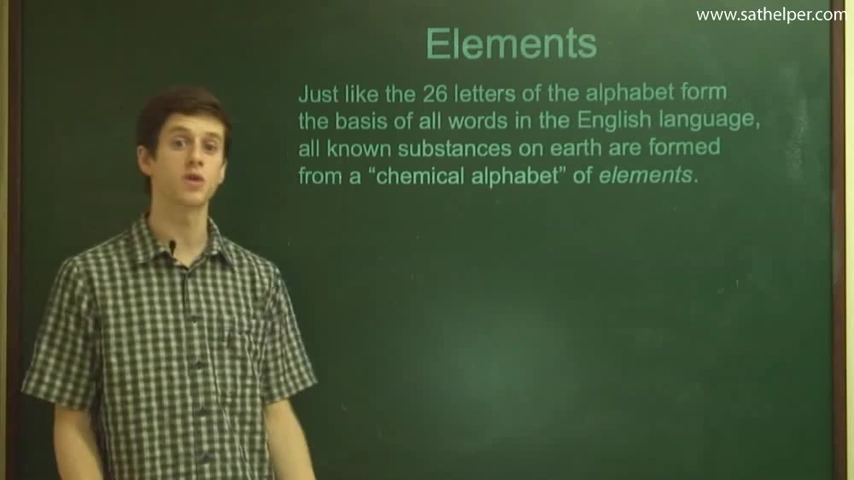 www.sathelper.com
Elements
Just like the 26 letters of the alphabet form
the basis of all words in the English language,
all known substances on earth are formed
from a “chemical alphabet” of elements.